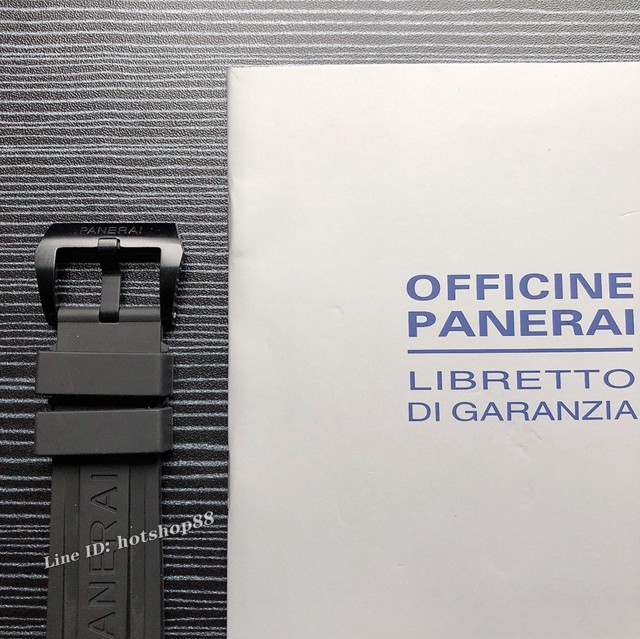 PANERAI
OFFICINE
PANERAI
LIBRETTO
DI GARANZIA
PANERAI
Line ID: hotshop88